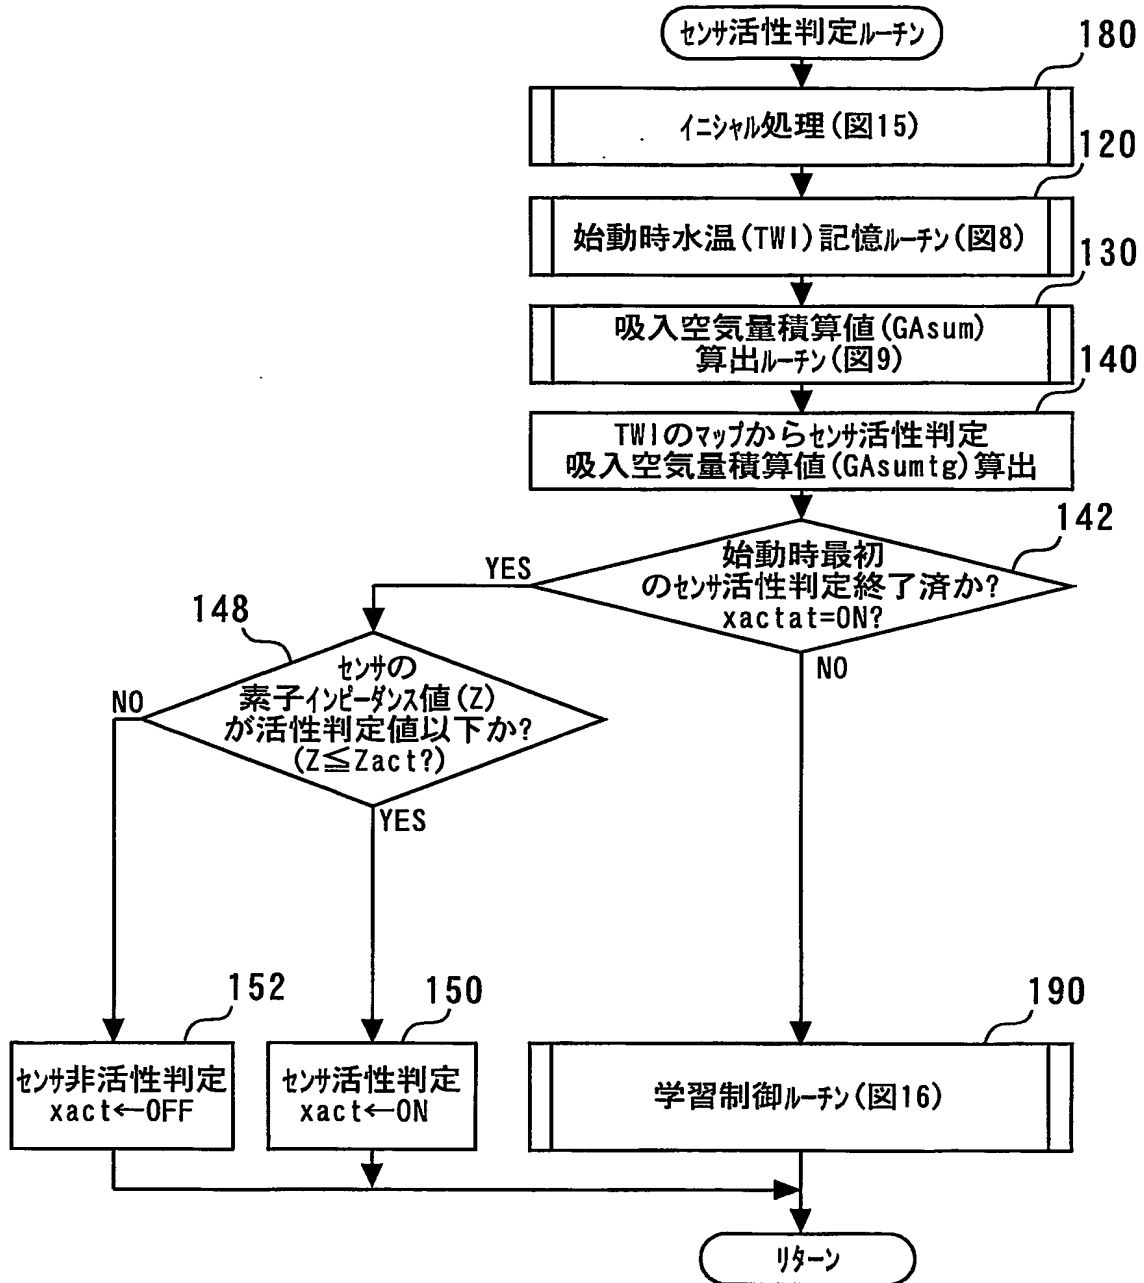 センサ活性判定ルーチン
180
イニシャル処理(図15)
120
始動時水温(TWI)記憶ルーチン(図8)
130
吸入空気量積算値(GAsum)
算出ルーチン(図9)
140
TWIのマップからセンサ活性判定
吸入空気量積算値(GAsumtg)算出
142
始動時最初
のセンサ活性判定終了済か?
xactat=ON?
YES
NO
148
センサの
素子インピーダンス値(Z)
が活性判定値以下か?
(Z≦Zact?)
NO
YES
152
センサ非活性判定
xact←OFF
150
センサ活性判定
xact←ON
190
学習制御ルーチン(図16)
リターン